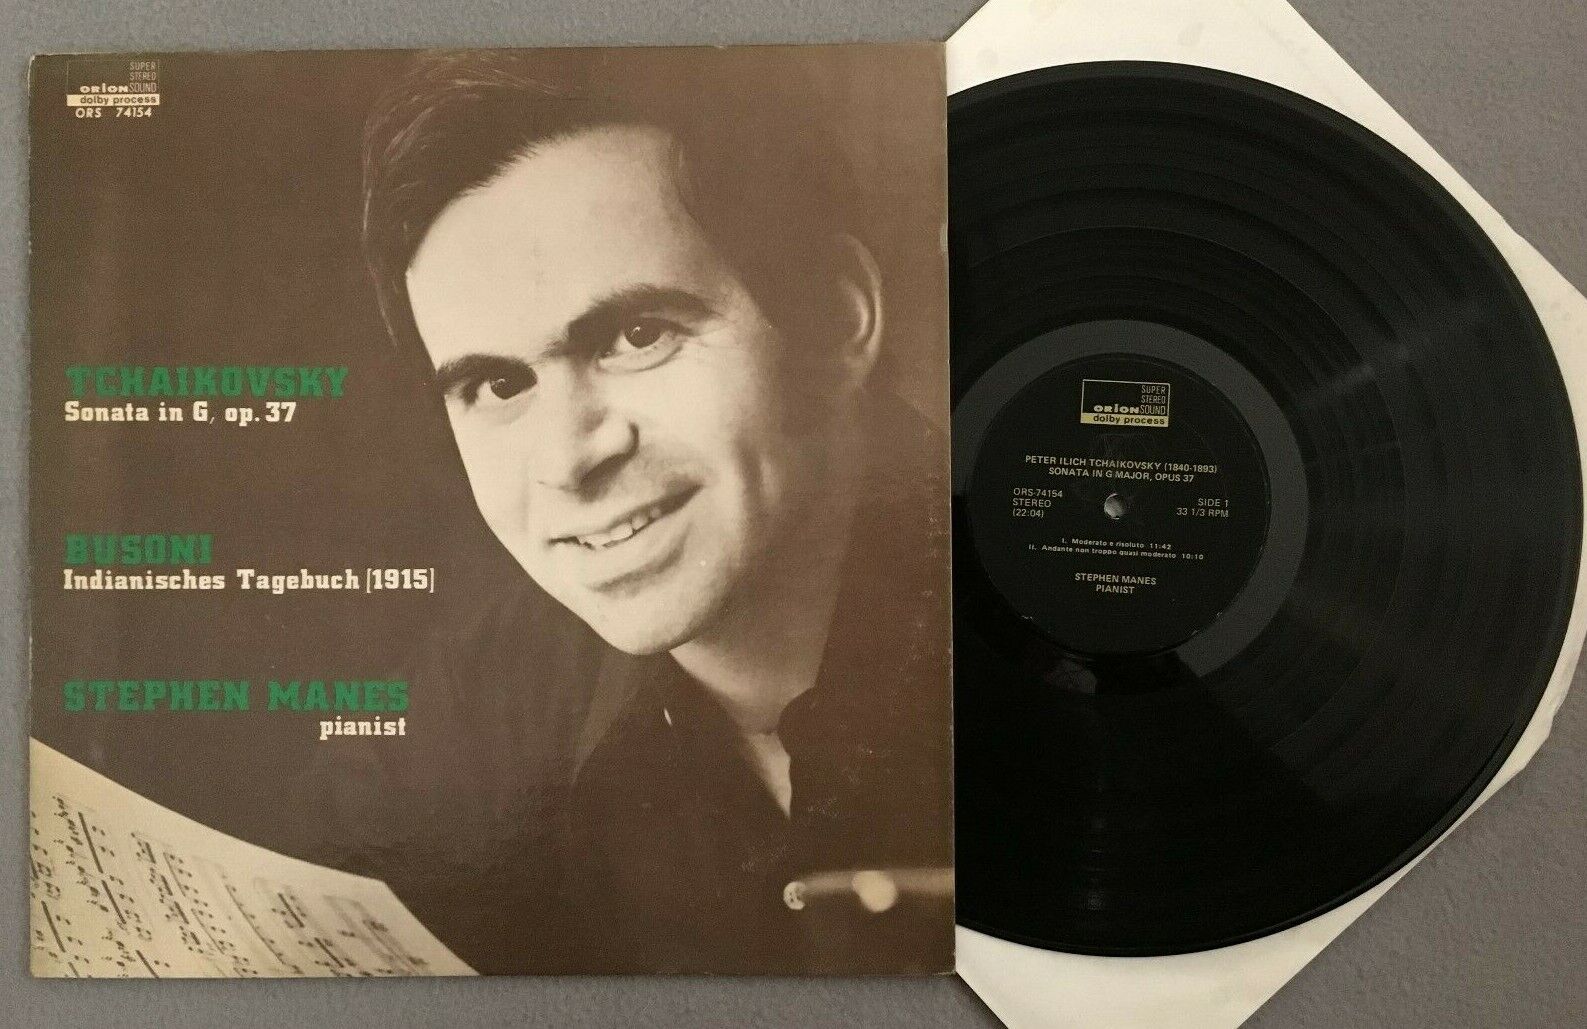 SUPER
STEREO
ORION SOUND
dolby process
ORS 74154
TCHAIKOVSKY
Sonata in G, op. 37
BUSONI
Indianisches Tagebuch [1915]
STEPHEN MANES
pianist
SUPER
STEREO
ORION SOUND
dolby process
PETER ILICH TCHAIKOVSKY (1840-1893)
SONATA IN G MAJOR, OPUS 37
ORS-74154
STEREO
(22:04)
SIDE 1
33 1/3 RPM
I. Moderato e risoluto 11:42
II. Andante non troppo quasi moderato 10:10
STEPHEN MANES
PIANIST